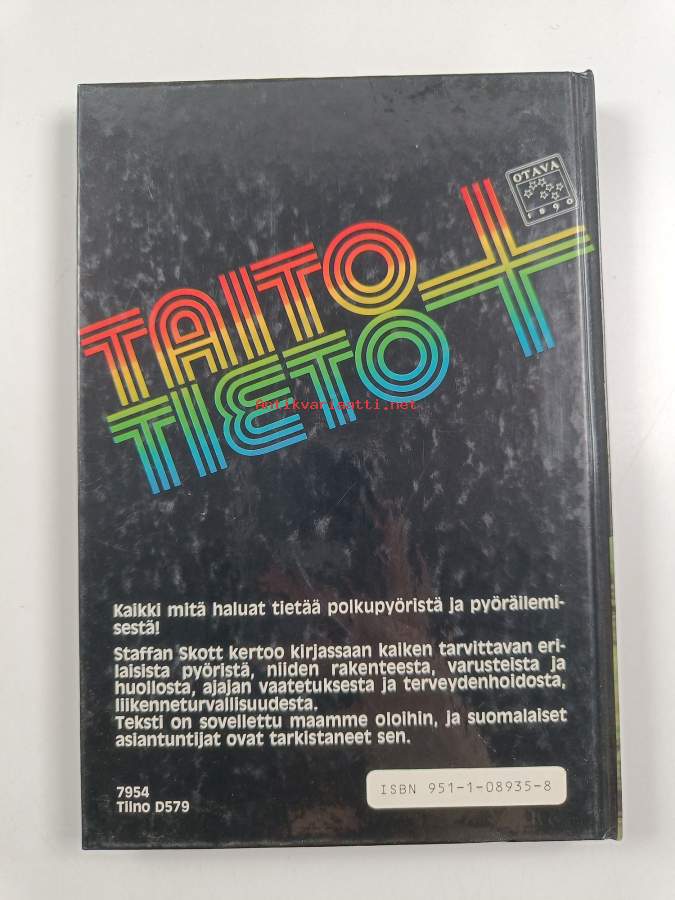 OTAVA
1890
TAITO
TIETO
+
Antikvariaatti.net
Kaikki mitä haluat tietää polkupyöristä ja pyöräilemi-
sestä!
Staffan Skott kertoo kirjassaan kaiken tarvittavan eri-
laisista pyöristä, niiden rakenteesta, varusteista ja
huollosta, ajajan vaatetuksesta ja terveydenhoidosta,
liikenneturvallisuudesta.
Teksti on sovellettu maamme oloihin, ja suomalaiset
asiantuntijat ovat tarkistaneet sen.
7954
Tilno D579
ISBN 951-1-08935-8